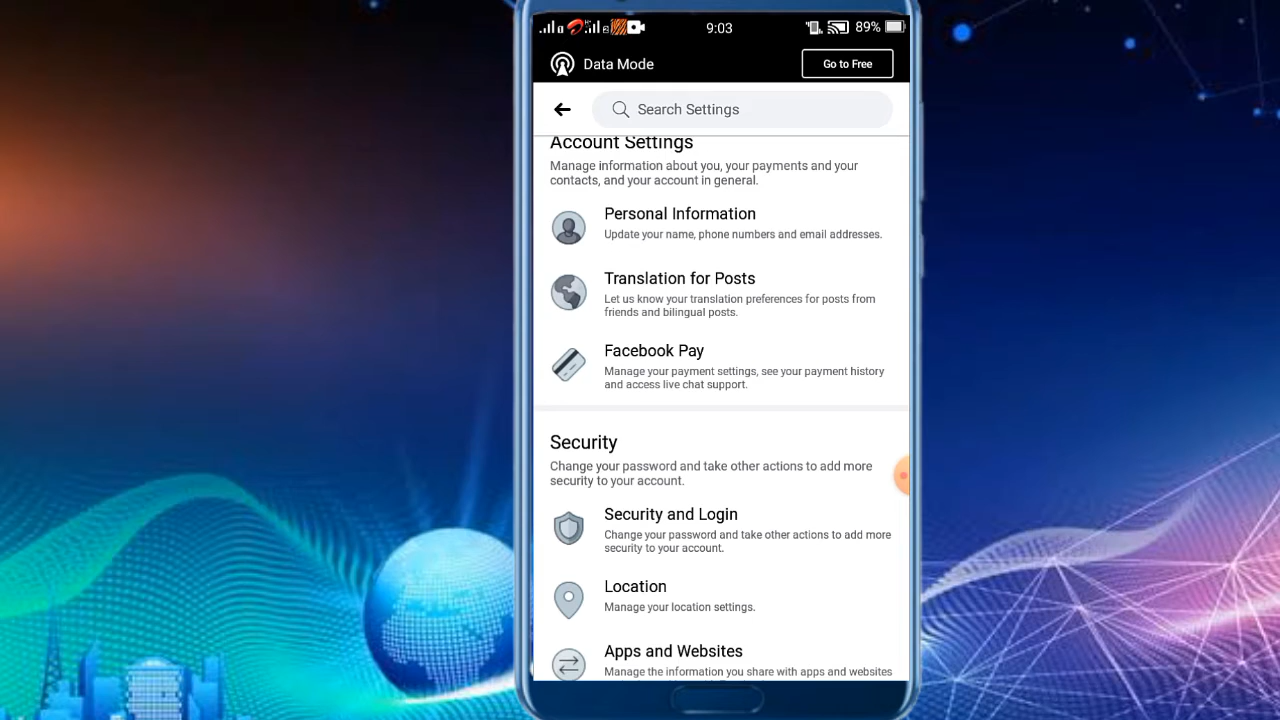 9:03
89%
Data Mode
Go to Free
Search Settings
Account Settings
Manage information about you, your payments and your
contacts, and your account in general.
Personal Information
Update your name, phone numbers and email addresses.
Translation for Posts
Let us know your translation preferences for posts from
friends and bilingual posts.
Facebook Pay
Manage your payment settings, see your payment history
and access live chat support.
Security
Change your password and take other actions to add more
security to your account.
Security and Login
Change your password and take other actions to add more
security to your account.
Location
Manage your location settings.
Apps and Websites
Manage the information you share with apps and websites